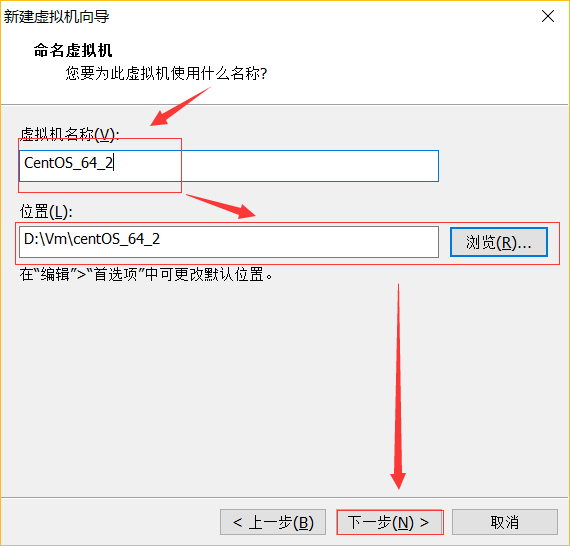 新建虚拟机向导
命名虚拟机
您要为此虚拟机使用什么名称?
虚拟机名称(V):
CentOS_64_2
位置(L):
D:\Vm\centOS_64_2
浏览(R)...
在“编辑”>“首选项”中可更改默认位置。
< 上一步(B)
下一步(N) >
取消